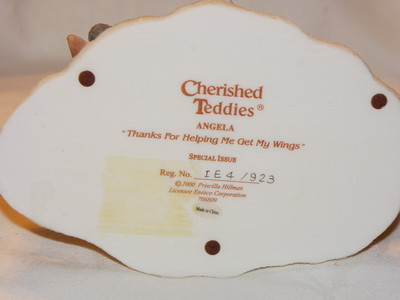 Cherished
Teddies®
ANGELA
"Thanks For Helping Me Get My Wings"
SPECIAL ISSUE
Reg. No. IE4/923
©2000 Priscilla Hillman
Licensee Enesco Corporation
706809
Made in China